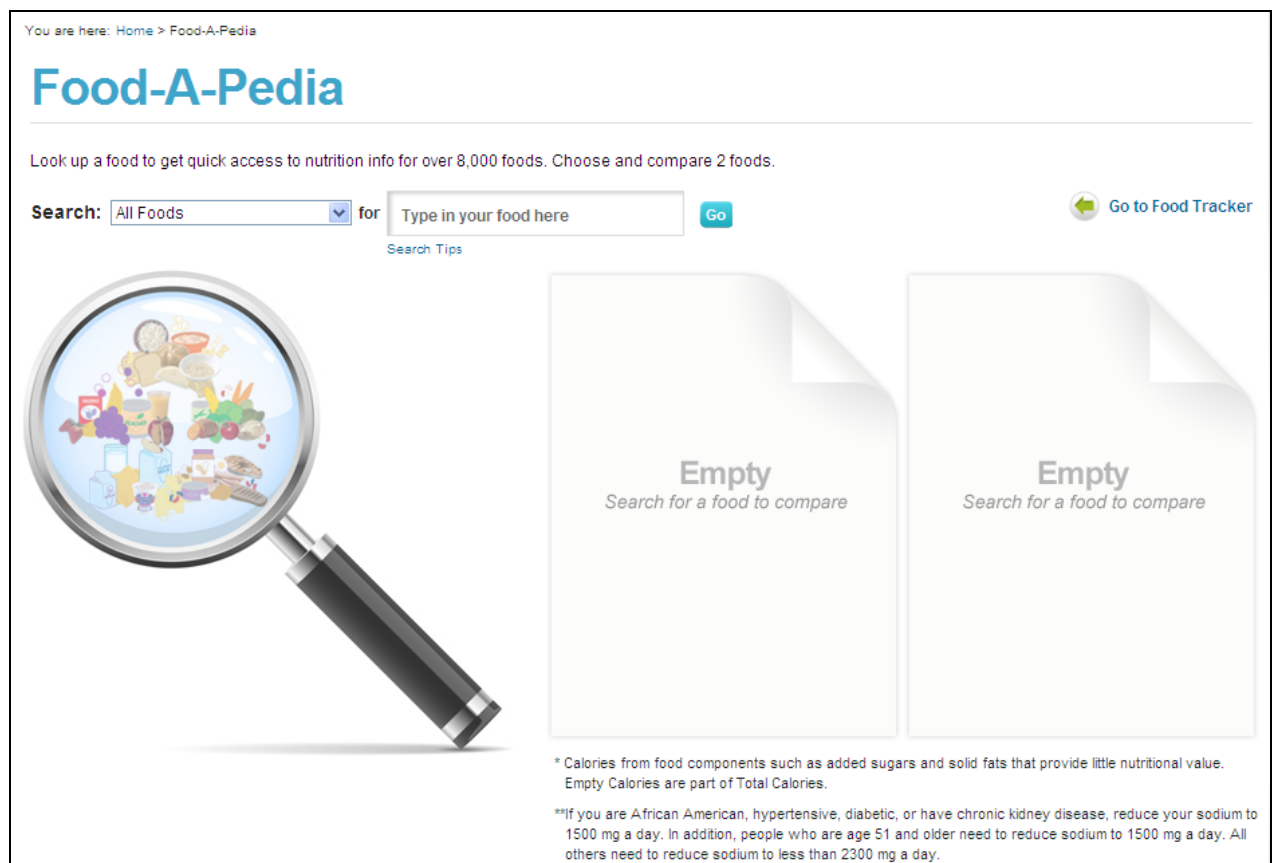 You are here: Home > Food-A-Pedia
Food-A-Pedia
Look up a food to get quick access to nutrition info for over 8,000 foods. Choose and compare 2 foods.
Search: All Foods for Type in your food here Go
Go to Food Tracker
Search Tips
Empty
Search for a food to compare
Empty
Search for a food to compare
* Calories from food components such as added sugars and solid fats that provide little nutritional value.
Empty Calories are part of Total Calories.
**If you are African American, hypertensive, diabetic, or have chronic kidney disease, reduce your sodium to
1500 mg a day. In addition, people who are age 51 and older need to reduce sodium to 1500 mg a day. All
others need to reduce sodium to less than 2300 mg a day.